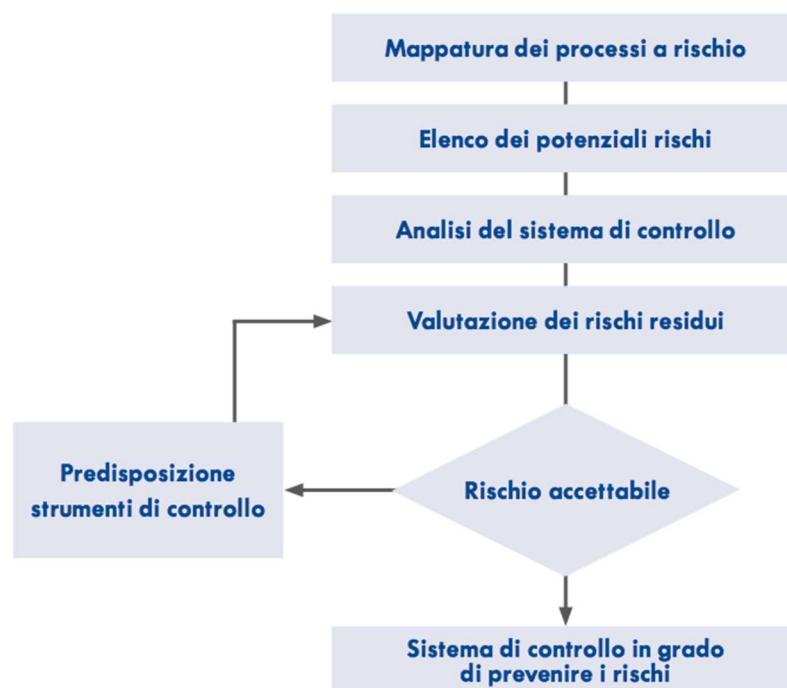 Mappatura dei processi a rischio
Elenco dei potenziali rischi
Analisi del sistema di controllo
Valutazione dei rischi residui
Predisposizione
strumenti di controllo
Rischio accettabile
Sistema di controllo in grado
di prevenire i rischi